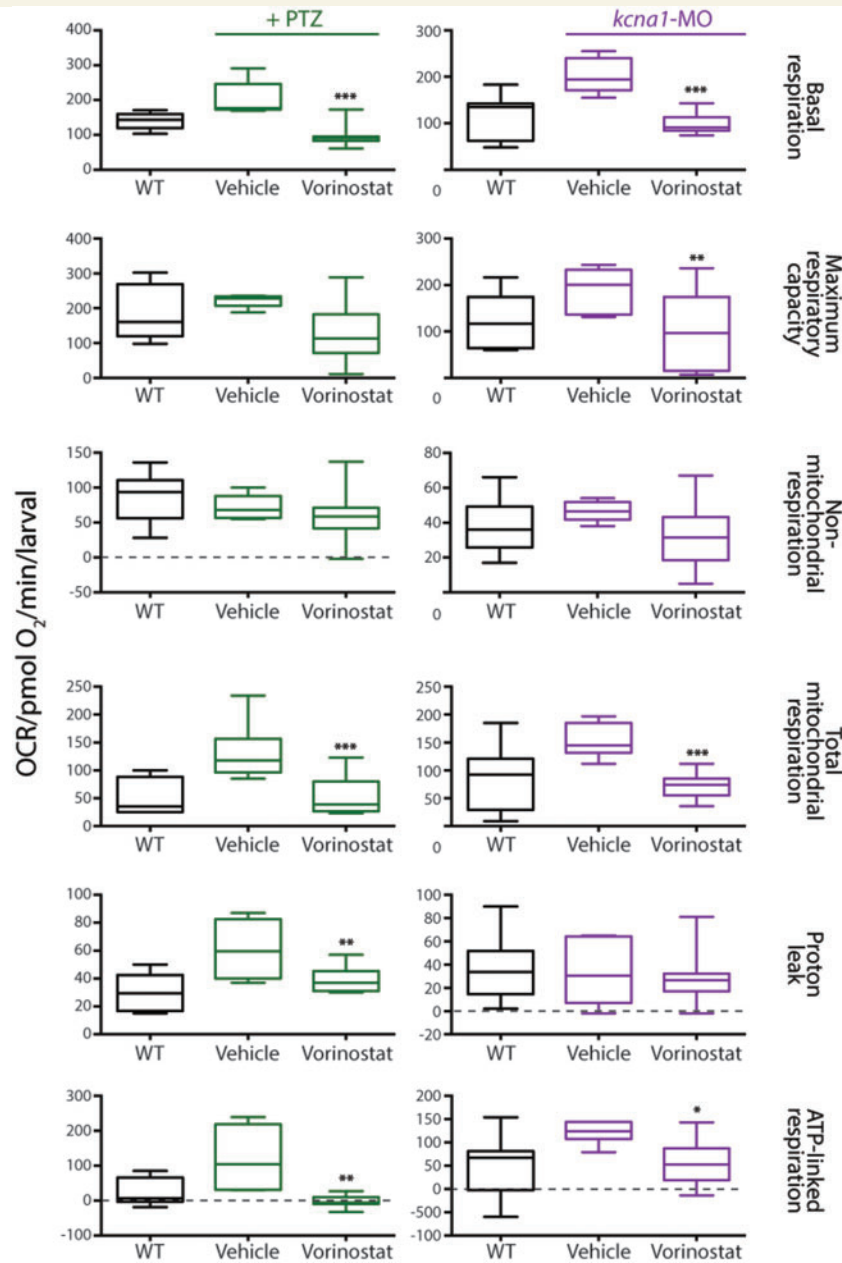 + PTZ
kcna1-MO
OCR/pmol O2/min/larval
400
300
200
100
0
***
WT Vehicle Vorinostat
300
200
100
0
***
WT Vehicle Vorinostat
Basal
respiration
400
300
200
100
0
WT Vehicle Vorinostat
300
200
100
0
**
WT Vehicle Vorinostat
Maximum
respiratory
capacity
150
100
50
0
-50
WT Vehicle Vorinostat
80
60
40
20
0
WT Vehicle Vorinostat
Non-
mitochondrial
respiration
250
200
150
100
50
0
***
WT Vehicle Vorinostat
250
200
150
100
50
0
***
WT Vehicle Vorinostat
Total
mitochondrial
respiration
100
80
60
40
20
0
**
WT Vehicle Vorinostat
100
80
60
40
20
0
-20
WT Vehicle Vorinostat
Proton
leak
300
200
100
0
-100
**
WT Vehicle Vorinostat
200
150
100
50
0
-500
-100
*
WT Vehicle Vorinostat
ATP-linked
respiration